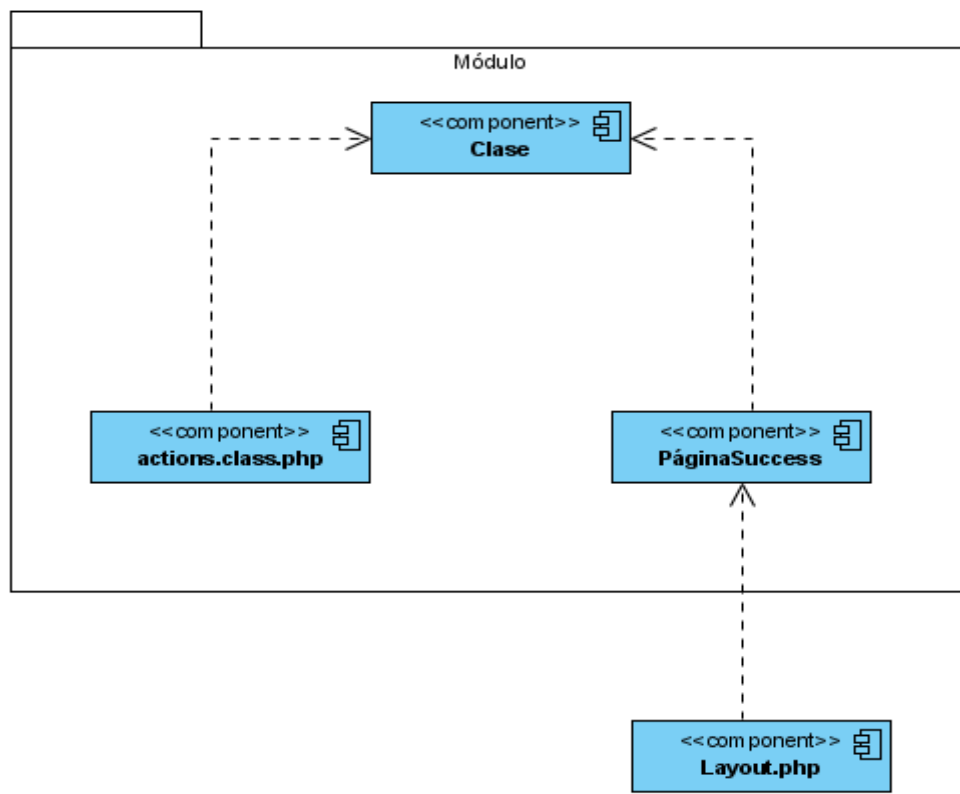 Módulo
<<component>>
Clase
<<component>>
actions.class.php
<<component>>
PáginaSuccess
<<component>>
Layout.php